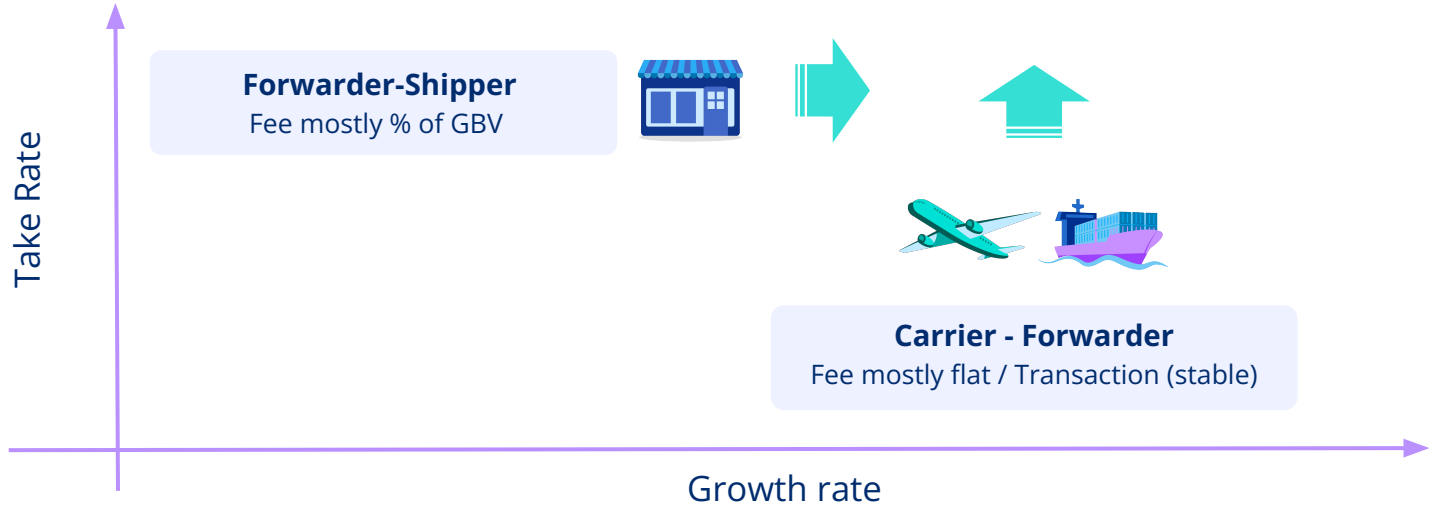 Forwarder-Shipper
Fee mostly % of GBV
Take Rate
Carrier - Forwarder
Fee mostly flat / Transaction (stable)
Growth rate